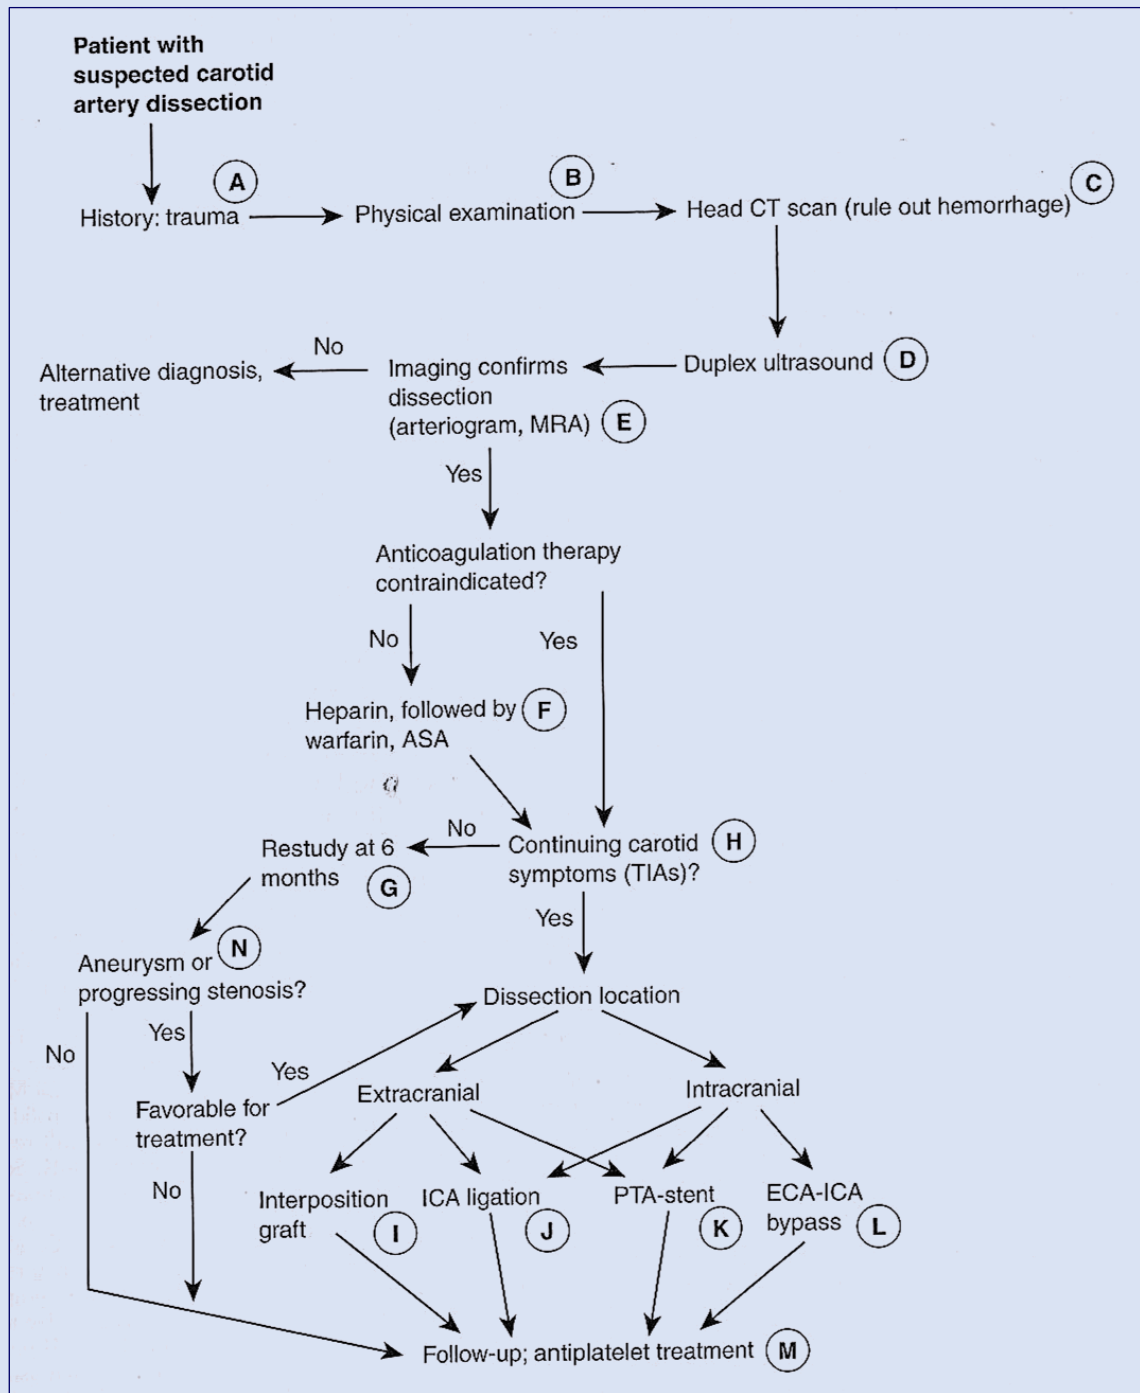 Patient with
suspected carotid
artery dissection
A
B
C
History: trauma
Physical examination
Head CT scan (rule out hemorrhage)
No
Alternative diagnosis,
treatment
Imaging confirms
dissection
(arteriogram, MRA)
E
Duplex ultrasound
D
Yes
Anticoagulation therapy
contraindicated?
No
Yes
Heparin, followed by
warfarin, ASA
F
No
Restudy at 6
months
G
Continuing carotid
symptoms (TIAs)?
H
Yes
N
Aneurysm or
progressing stenosis?
Dissection location
No
Yes
Yes
Favorable for
treatment?
Extracranial
Intracranial
No
Interposition
graft
I
ICA ligation
J
PTA-stent
K
ECA-ICA
bypass
L
Follow-up; antiplatelet treatment
M